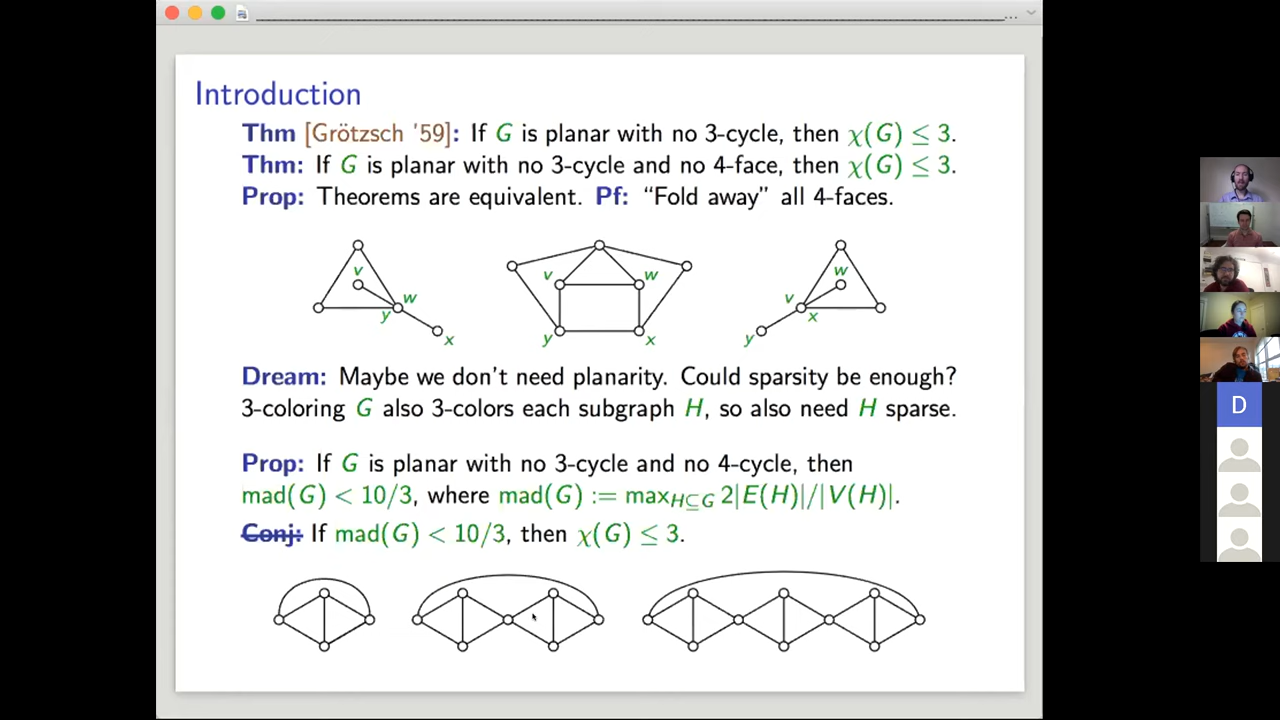 Introduction
Thm [Grötzsch '59]: If G is planar with no 3-cycle, then χ(G) ≤ 3.
Thm: If G is planar with no 3-cycle and no 4-face, then χ(G) ≤ 3.
Prop: Theorems are equivalent. Pf: “Fold away” all 4-faces.
v w y x
v w y x
w v x y
Dream: Maybe we don't need planarity. Could sparsity be enough?
3-coloring G also 3-colors each subgraph H, so also need H sparse.
Prop: If G is planar with no 3-cycle and no 4-cycle, then
mad(G) < 10/3, where mad(G) := max_{H⊆G} 2|E(H)|/|V(H)|.
Conj: If mad(G) < 10/3, then χ(G) ≤ 3.
D